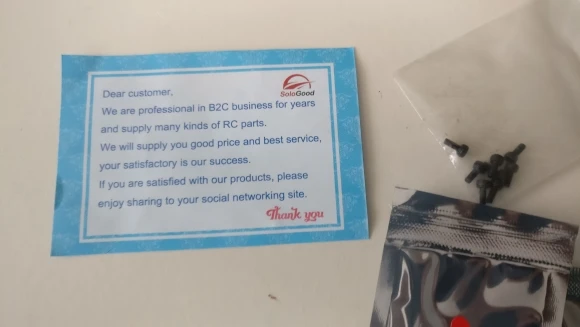 SoloGood
Dear customer,
We are professional in B2C business for years
and supply many kinds of RC parts.
We will supply you good price and best service,
your satisfactory is our success.
If you are satisfied with our products, please
enjoy sharing to your social networking site.
Thank you